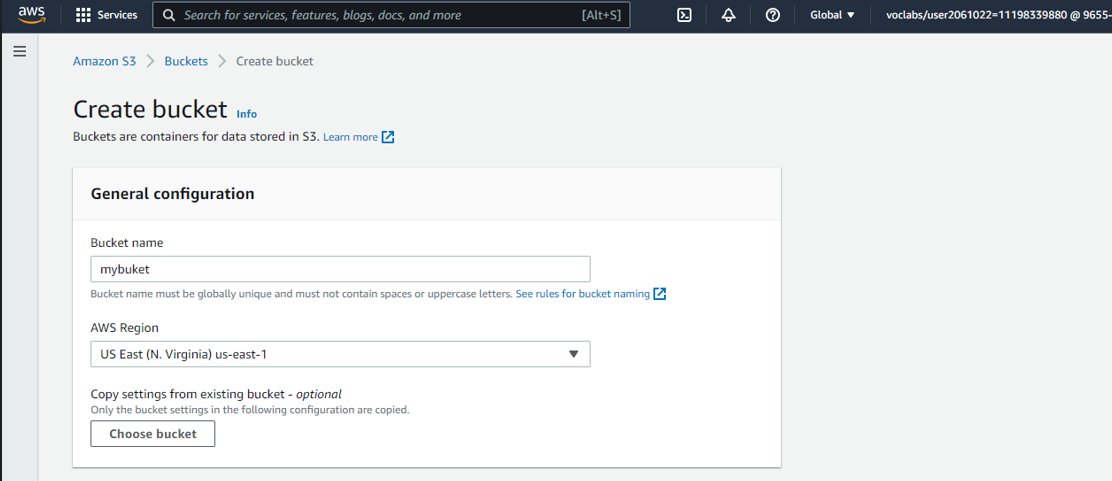 aws Services Search for services, features, blogs, docs, and more [Alt+S] Global voclabs/user2061022=11198339880 @ 9655-
Amazon S3 Buckets Create bucket
Create bucket Info
Buckets are containers for data stored in S3. Learn more
General configuration
Bucket name
mybuket
Bucket name must be globally unique and must not contain spaces or uppercase letters. See rules for bucket naming
AWS Region
US East (N. Virginia) us-east-1
Copy settings from existing bucket - optional
Only the bucket settings in the following configuration are copied.
Choose bucket